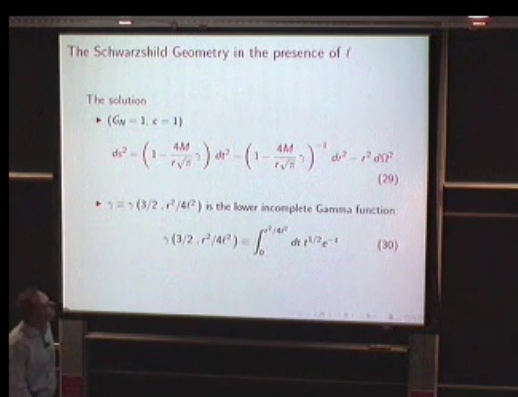 The Schwarzshild Geometry in the presence of ℓ
The solution
▸ (G_N = 1, c = 1)
ds² = (1 − 4M/(r√π) γ) dt² − (1 − 4M/(r√π) γ)⁻¹ dr² − r² dΩ²
(29)
▸ γ ≡ γ (3/2 , r²/4ℓ²) is the lower incomplete Gamma function:
γ (3/2 , r²/4ℓ²) ≡ ∫₀^{r²/4ℓ²} dt t^{1/2} e^{−t} (30)